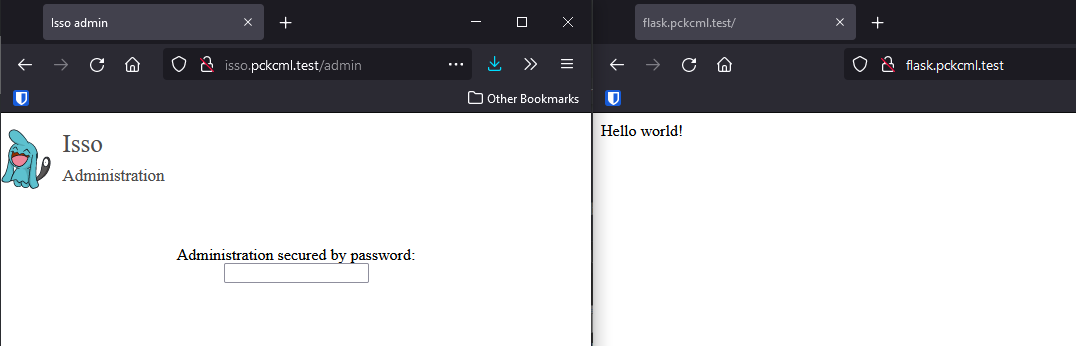 Isso admin
isso.pckcml.test/admin
Other Bookmarks
Isso
Administration
Administration secured by password:
flask.pckcml.test/
flask.pckcml.test
Hello world!